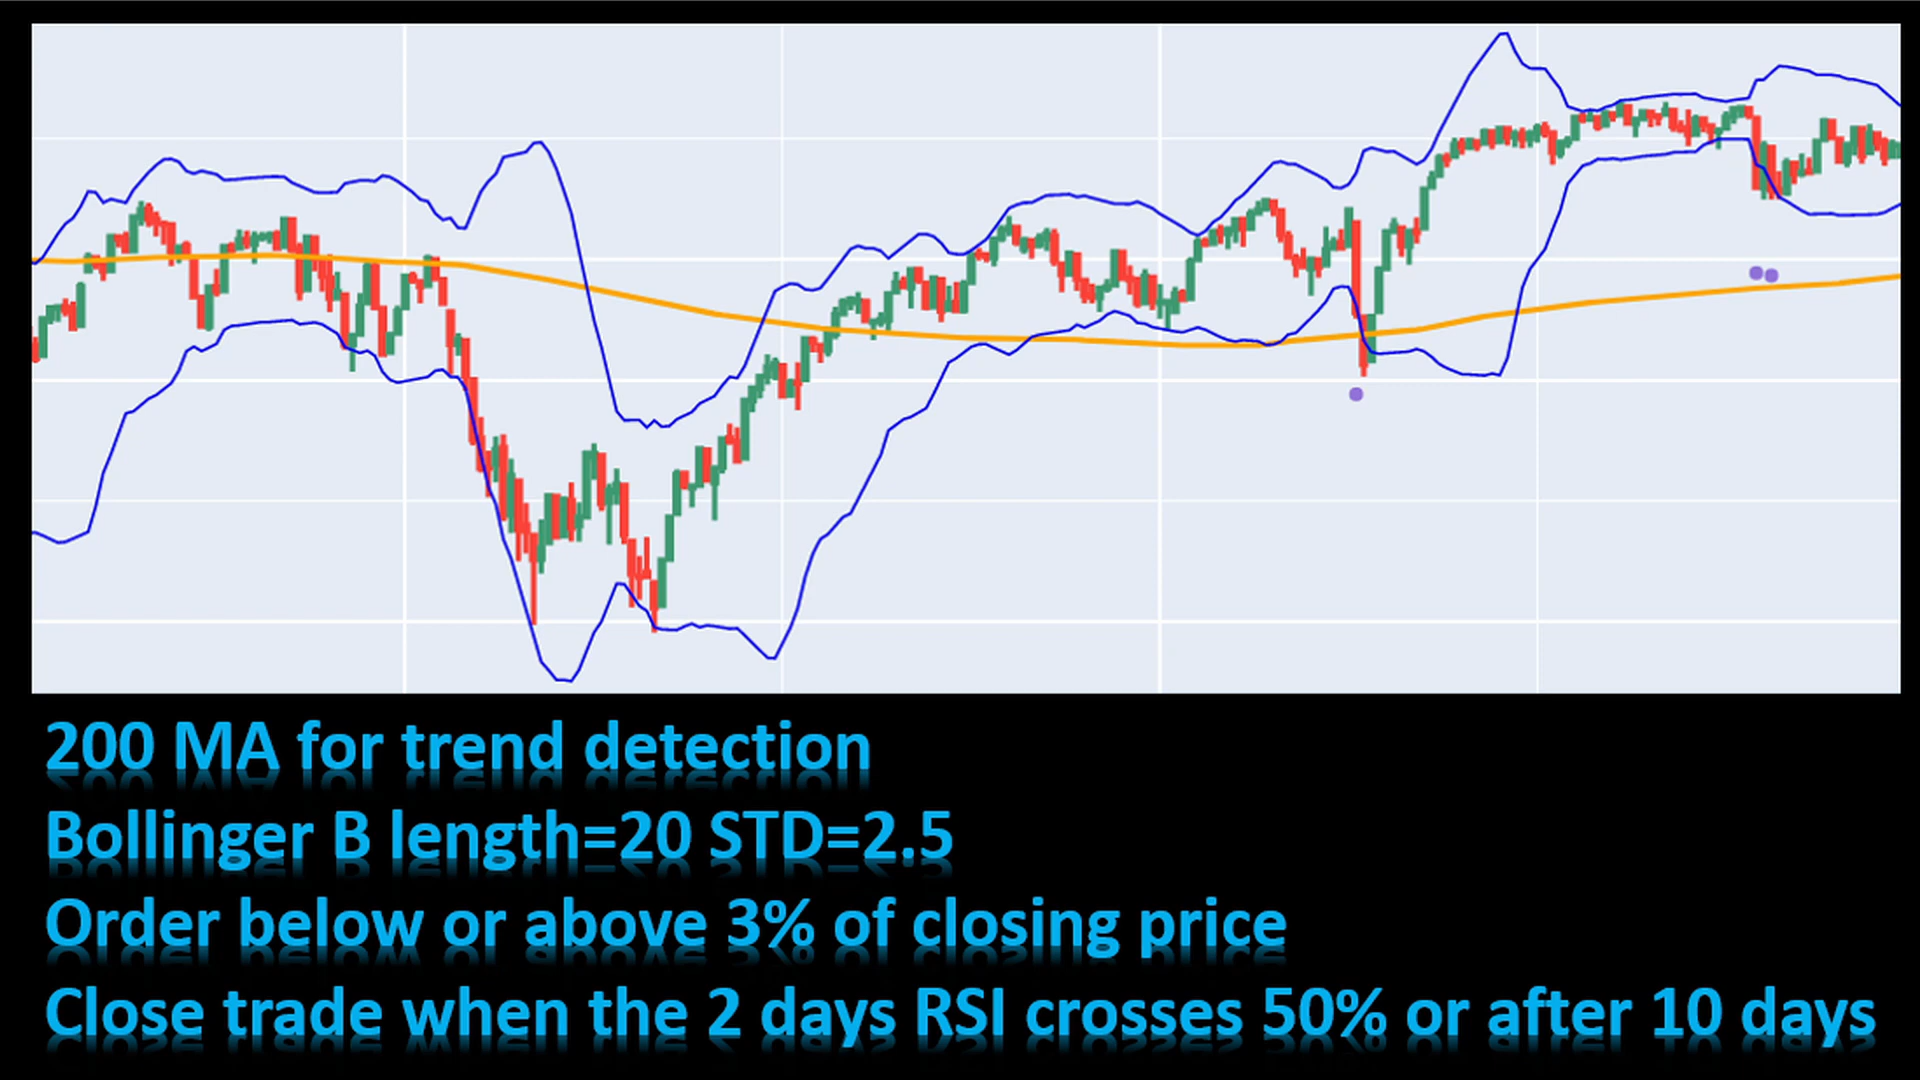 200 MA for trend detection
Bollinger B length=20 STD=2.5
Order below or above 3% of closing price
Close trade when the 2 days RSI crosses 50% or after 10 days